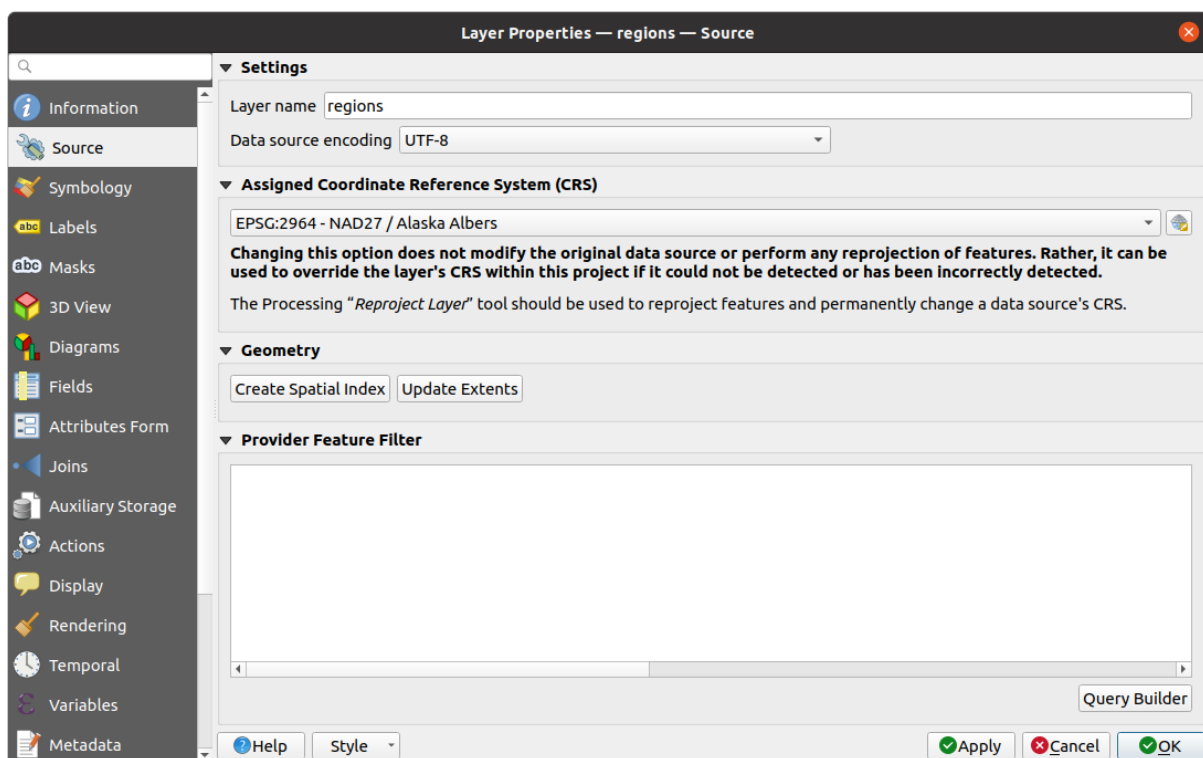 Layer Properties — regions — Source
Information
Source
Symbology
abc Labels
abc Masks
3D View
Diagrams
Fields
Attributes Form
Joins
Auxiliary Storage
Actions
Display
Rendering
Temporal
Variables
Metadata
Settings
Layer name regions
Data source encoding UTF-8
Assigned Coordinate Reference System (CRS)
EPSG:2964 - NAD27 / Alaska Albers
Changing this option does not modify the original data source or perform any reprojection of features. Rather, it can be
used to override the layer's CRS within this project if it could not be detected or has been incorrectly detected.
The Processing “Reproject Layer” tool should be used to reproject features and permanently change a data source's CRS.
Geometry
Create Spatial Index Update Extents
Provider Feature Filter
Query Builder
Help Style Apply Cancel OK